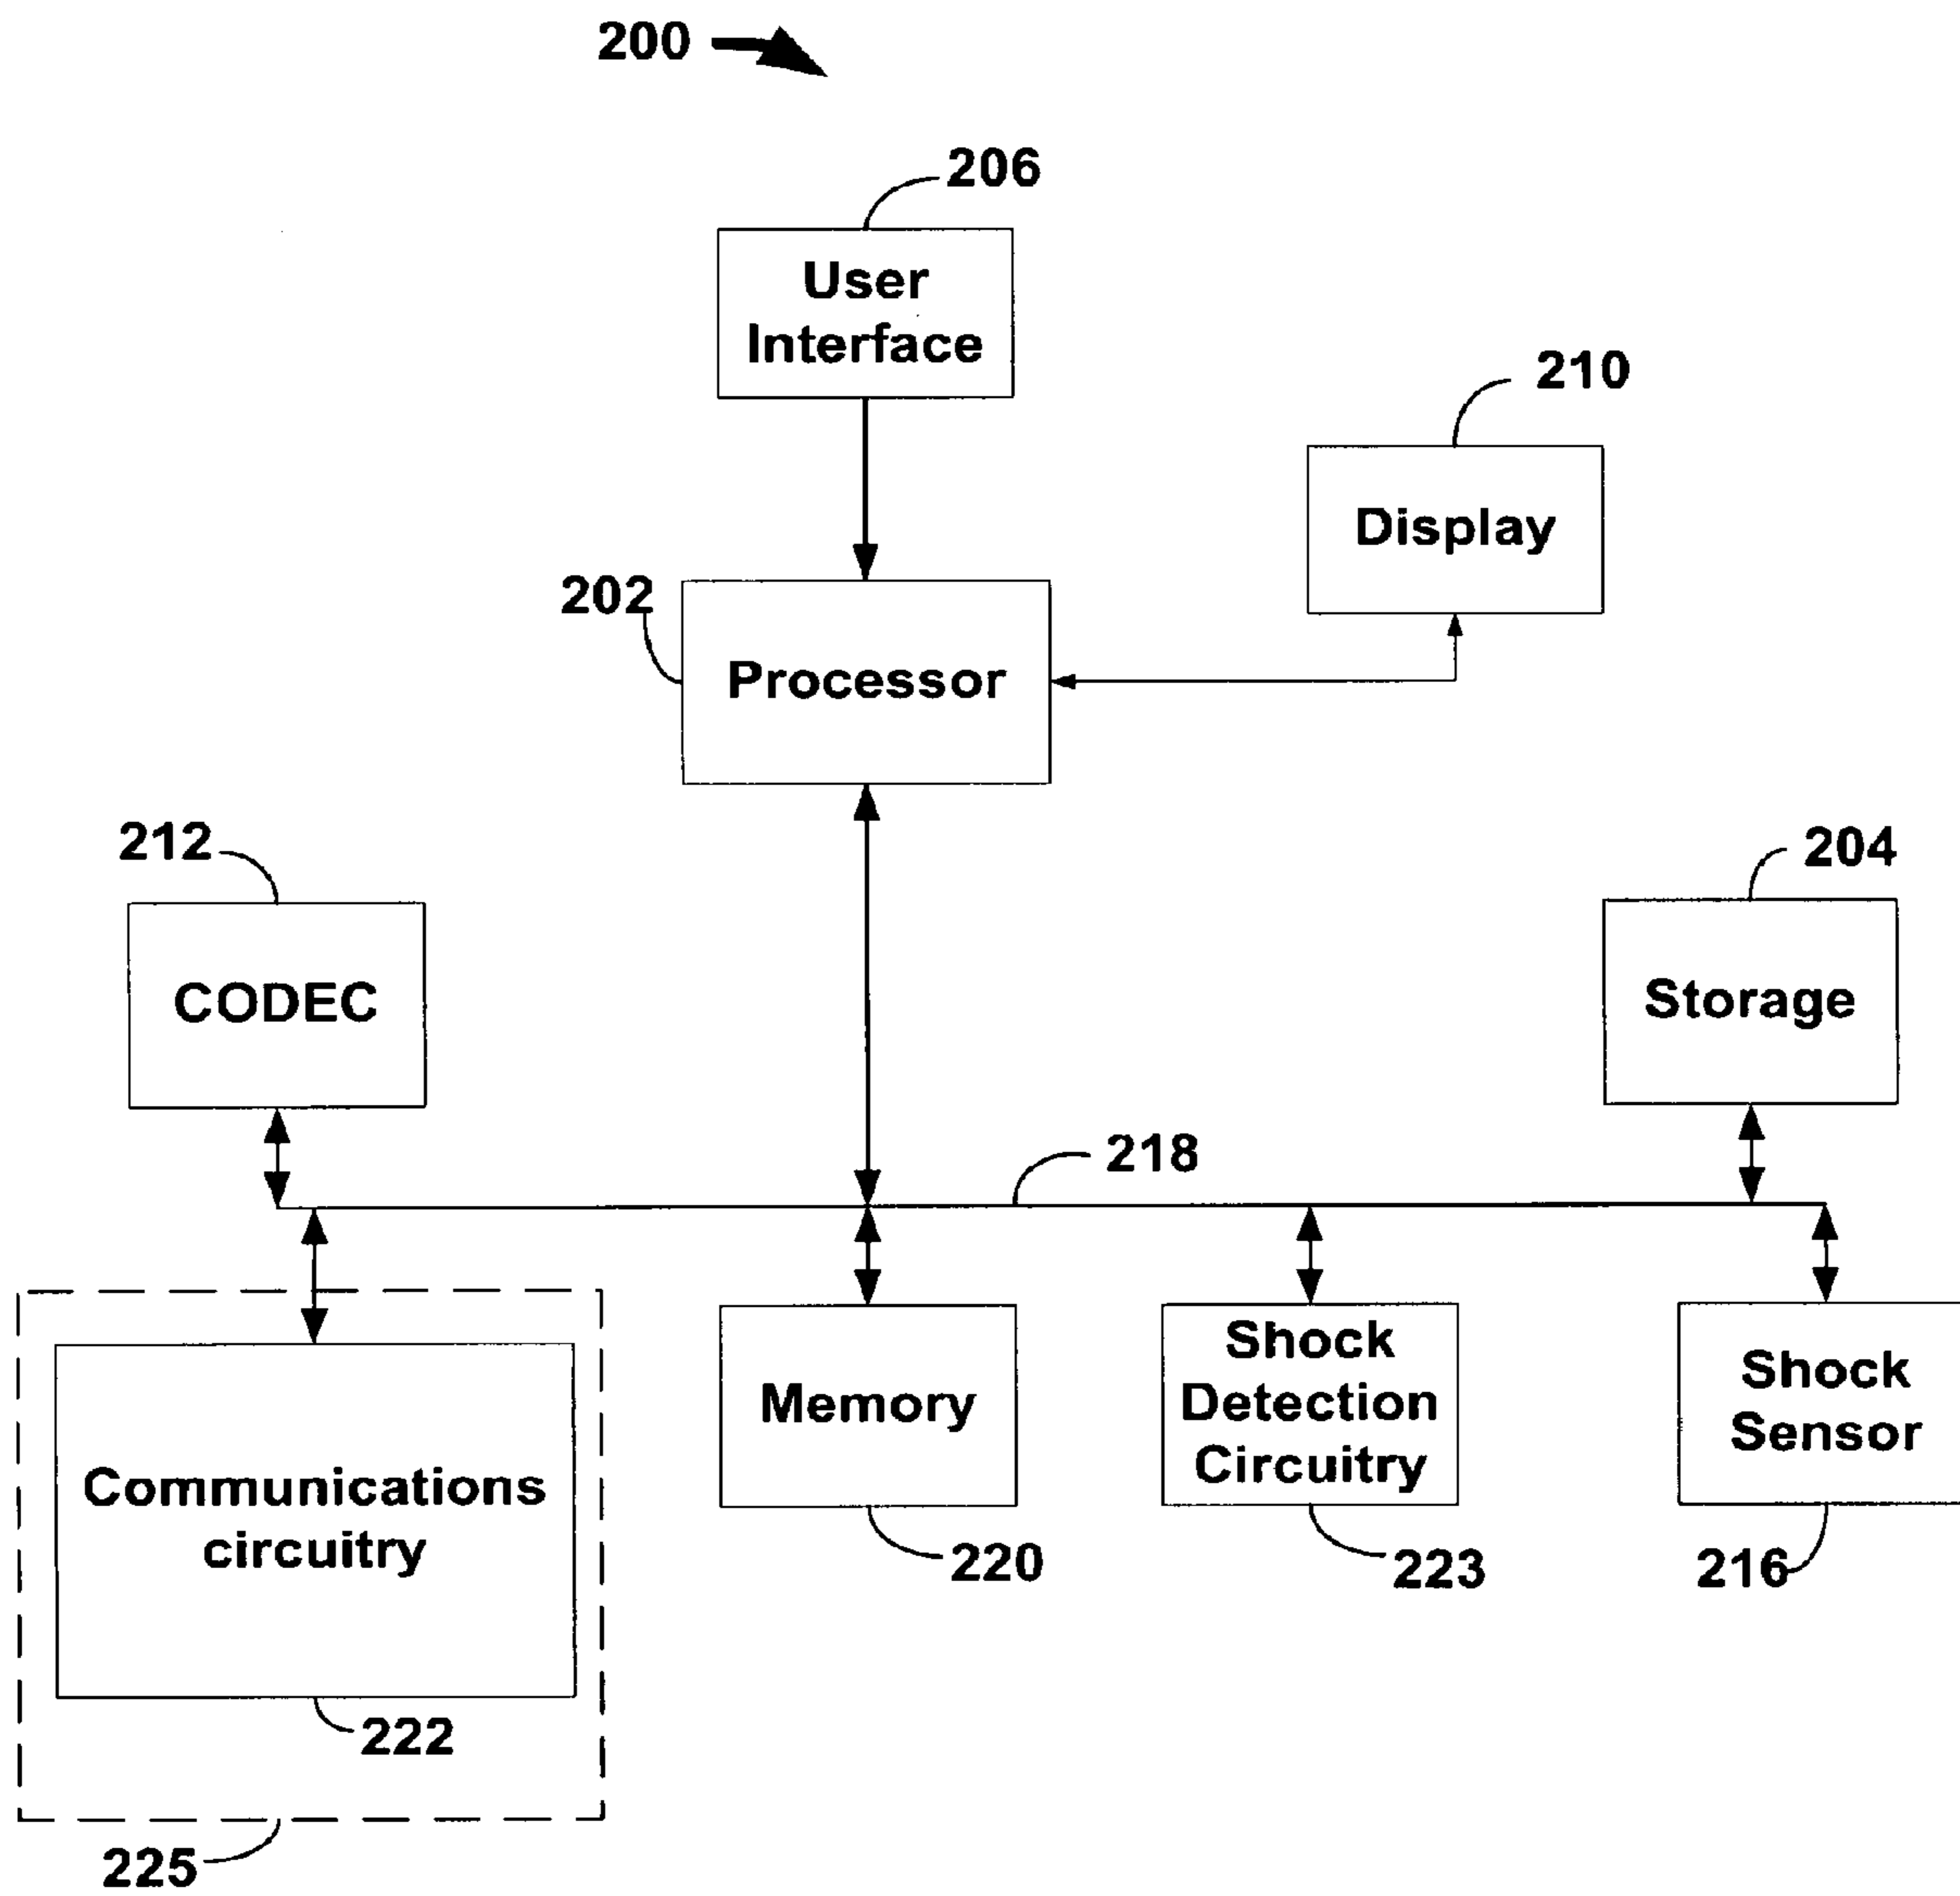 200
206
User
Interface
210
Display
202
Processor
212
204
CODEC
Storage
218
Communications
circuitry
Memory
Shock
Detection
Circuitry
Shock
Sensor
220
223
216
222
225